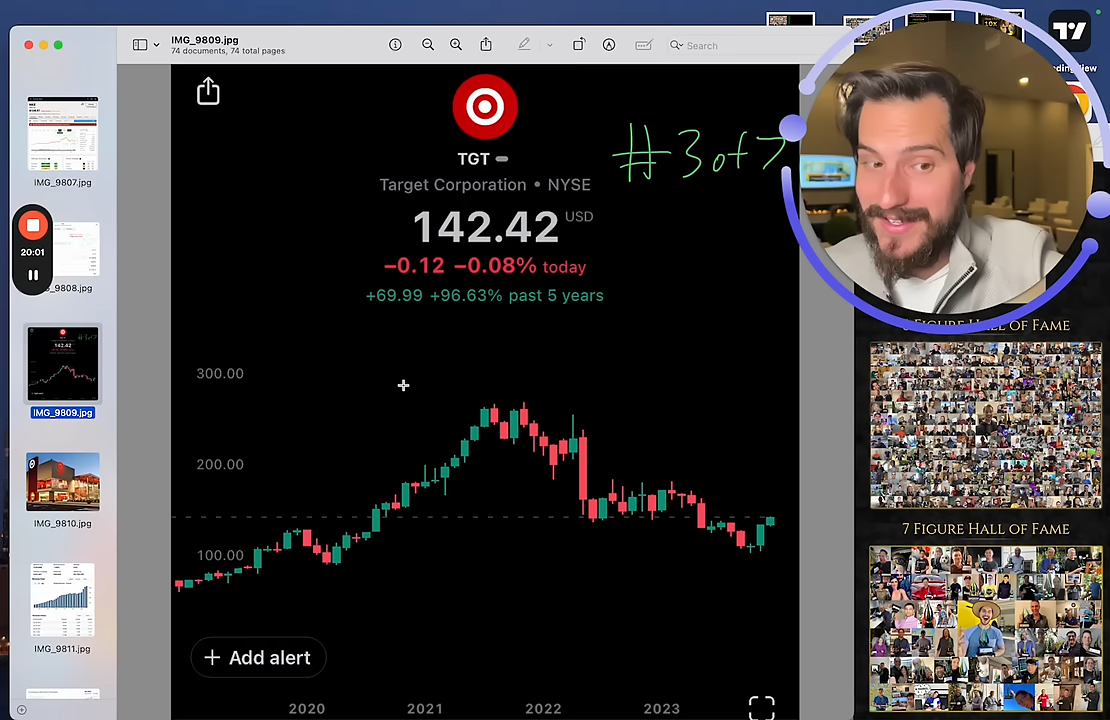 IMG_9809.jpg
74 documents, 74 total pages
Search
IMG_9807.jpg
20:01
_9808.jpg
IMG_9809.jpg
IMG_9810.jpg
IMG_9811.jpg
TGT
Target Corporation • NYSE
142.42 USD
−0.12 −0.08% today
+69.99 +96.63% past 5 years
#3 of 7
300.00
200.00
100.00
+ Add alert
2020 2021 2022 2023
Figure Hall of Fame
7 Figure Hall of Fame